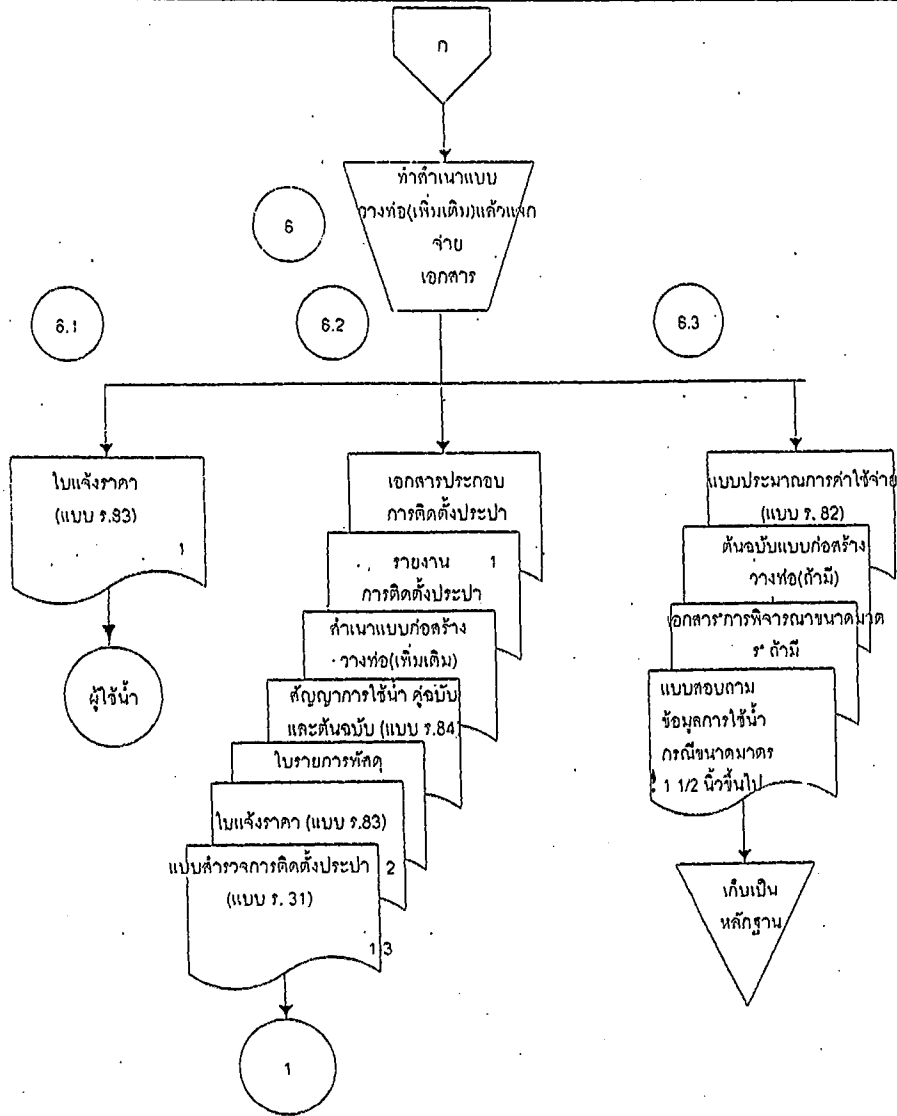 ก
ทำสำเนาแบบ
วางท่อ(เพิ่มเติม)แล้วแจก
จ่าย
เอกสาร
6
6.1
6.2
6.3
ใบแจ้งราคา
(แบบ ร.83)
1
ผู้ใช้น้ำ
เอกสารประกอบ
การติดตั้งประปา
รายงาน 1
การติดตั้งประปา
สำเนาแบบก่อสร้าง
วางท่อ(เพิ่มเติม)
สัญญาการใช้น้ำ คู่ฉบับ
และต้นฉบับ (แบบ ร.84
ใบรายการพัสดุ
ใบแจ้งราคา (แบบ ร.83)
แบบสำรวจการติดตั้งประปา 2
(แบบ ร. 31)
1 3
1
แบบประมาณการค่าใช้จ่าย
(แบบ ร. 82)
ต้นฉบับแบบก่อสร้าง
วางท่อ(ถ้ามี)
เอกสาร"การพิจารณาขนาดมาต
ร" ถ้ามี
แบบสอบถาม
ข้อมูลการใช้น้ำ
กรณีขนาดมาตร
1 1/2 นิ้วขึ้นไป
เก็บเป็น
หลักฐาน